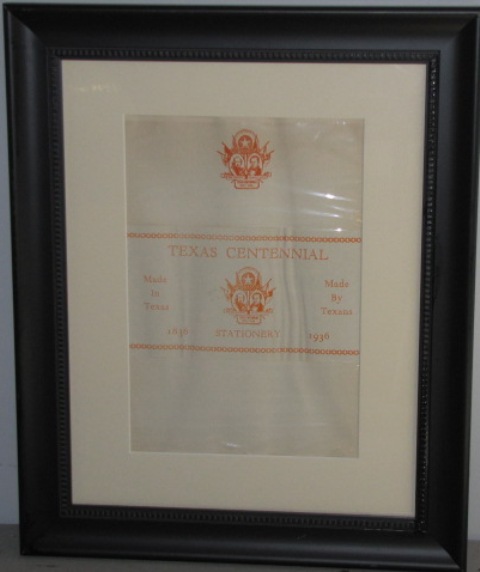 TEXAS CENTENNIAL
Made
In
Texas
Made
By
Texans
1836 STATIONERY 1936